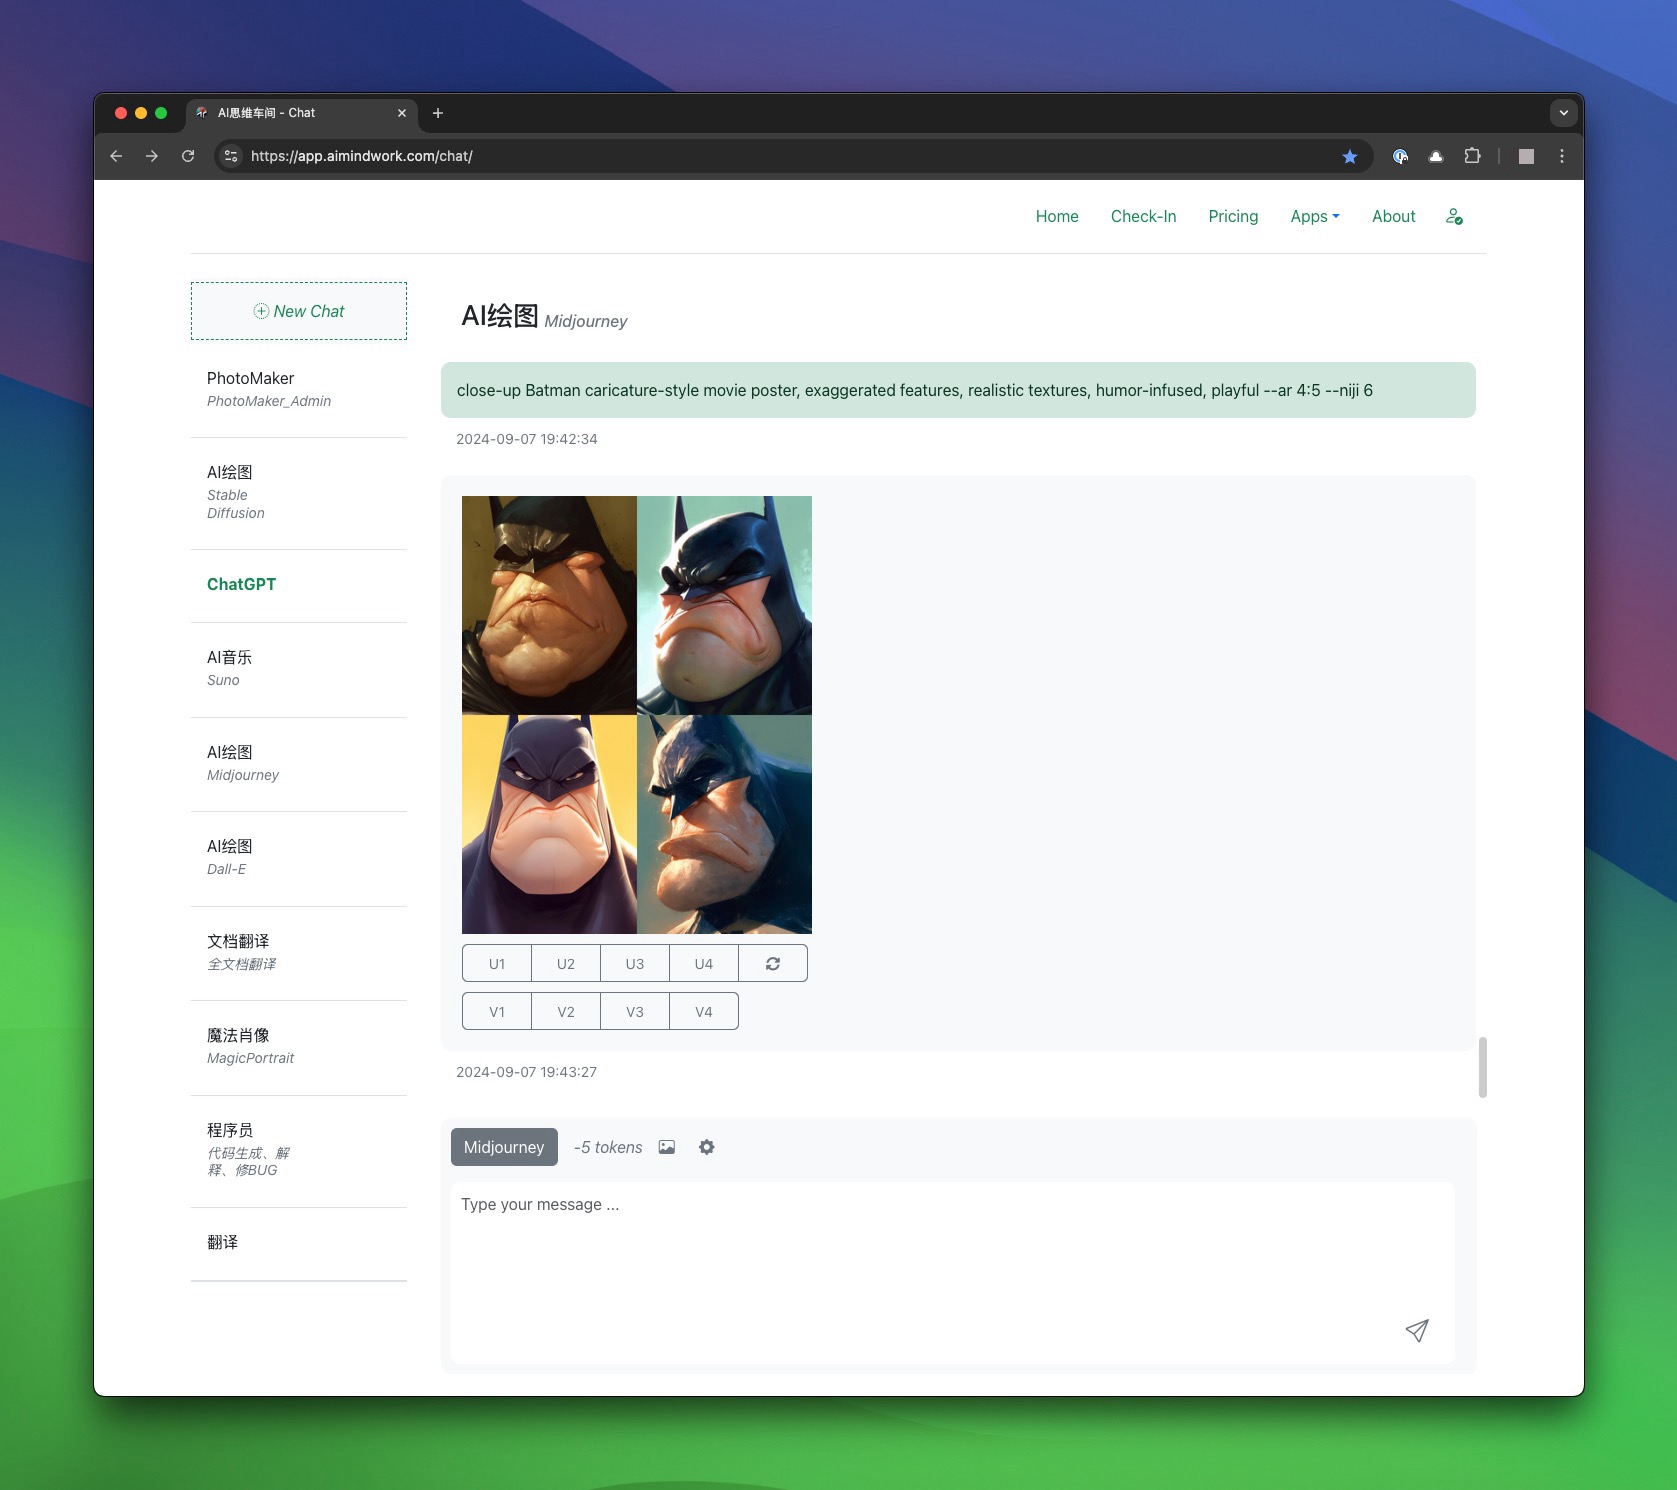 AI思维车间 - Chat
https://app.aimindwork.com/chat/
Home
Check-In
Pricing
Apps
About
New Chat
PhotoMaker
PhotoMaker_Admin
AI绘图
Stable
Diffusion
ChatGPT
AI音乐
Suno
AI绘图
Midjourney
AI绘图
Dall-E
文档翻译
全文档翻译
魔法肖像
MagicPortrait
程序员
代码生成、解
释、修BUG
翻译
AI绘图 Midjourney
close-up Batman caricature-style movie poster, exaggerated features, realistic textures, humor-infused, playful --ar 4:5 --niji 6
2024-09-07 19:42:34
U1
U2
U3
U4
V1
V2
V3
V4
2024-09-07 19:43:27
Midjourney
-5 tokens
Type your message ...